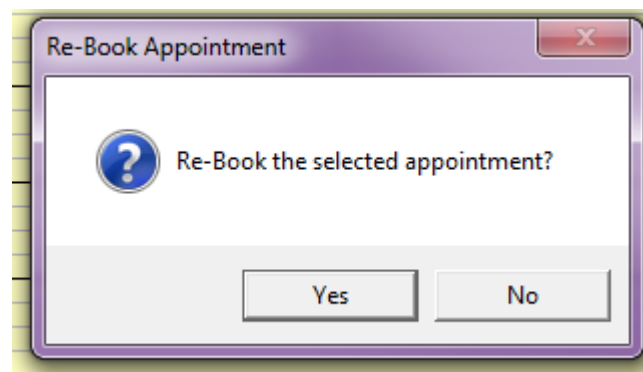 Re-Book Appointment
Re-Book the selected appointment?
Yes
No